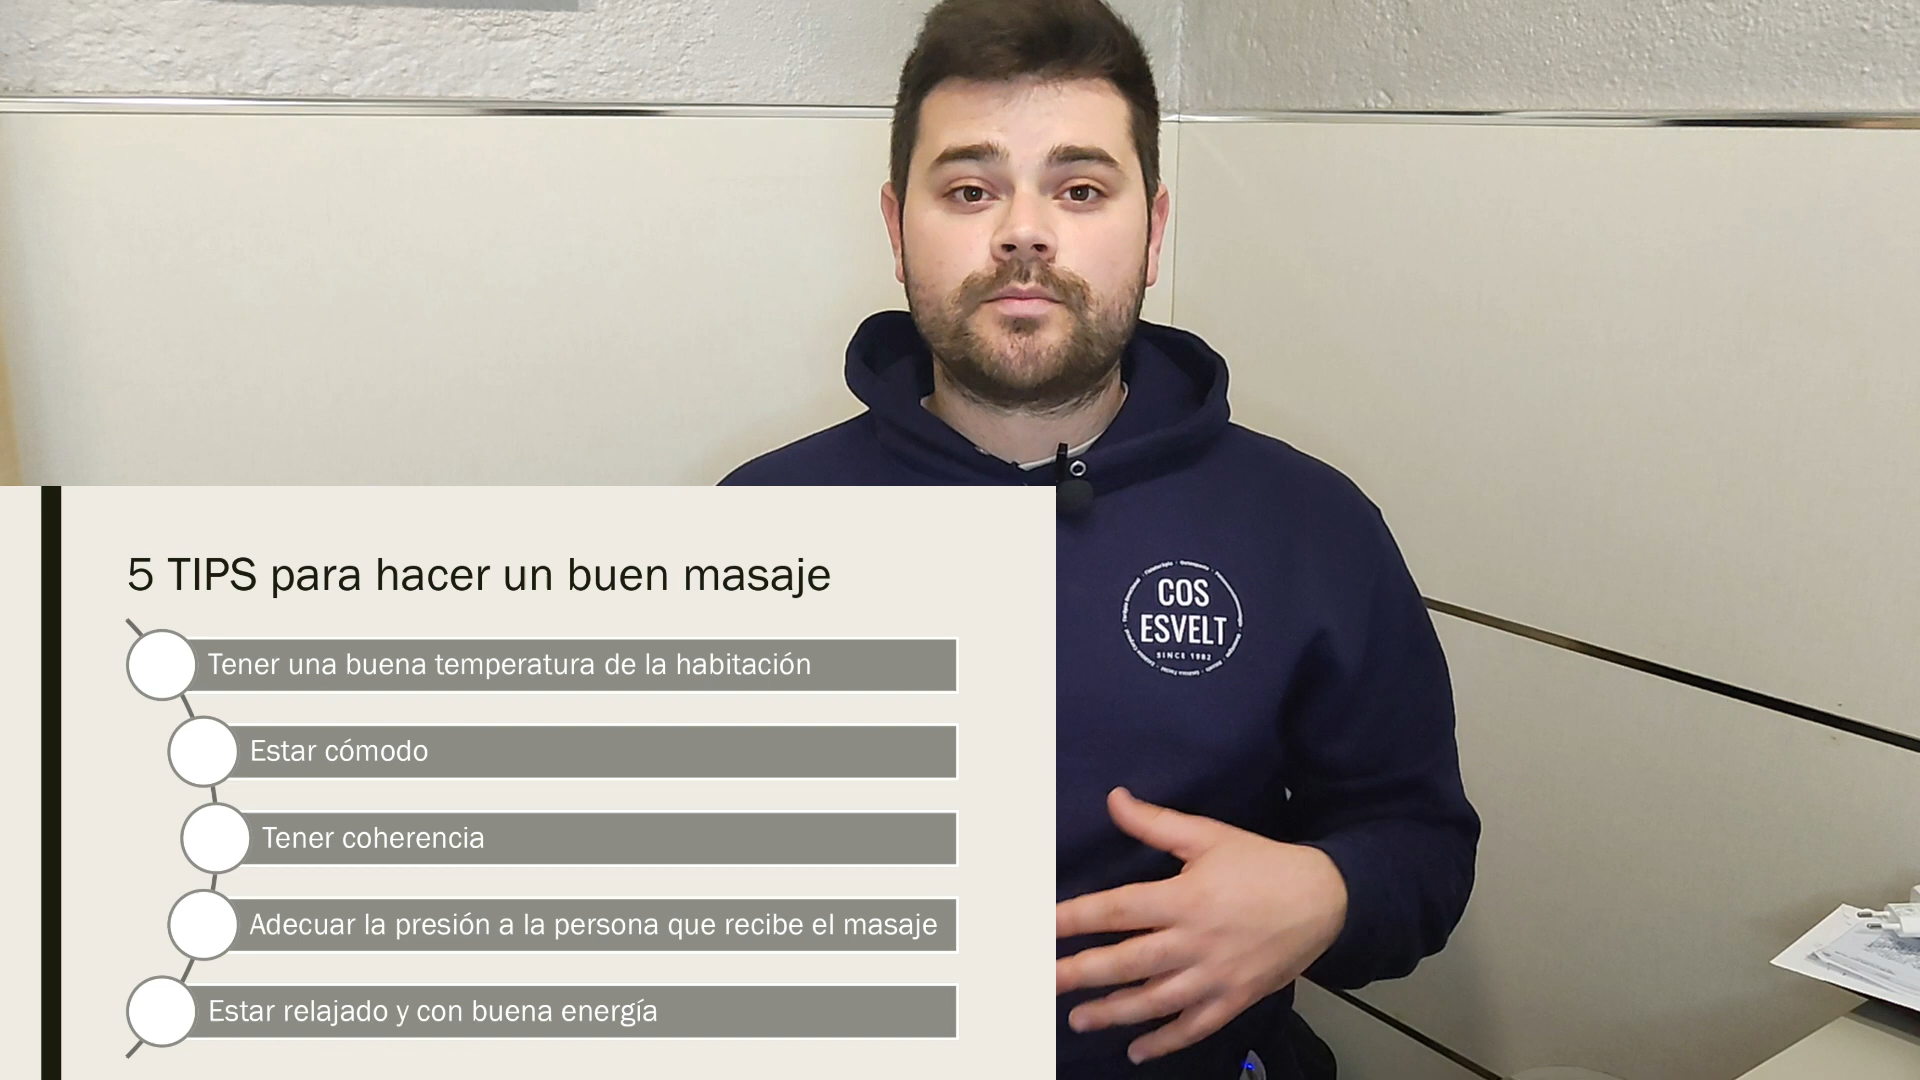 5 TIPS para hacer un buen masaje
Tener una buena temperatura de la habitación
Estar cómodo
Tener coherencia
Adecuar la presión a la persona que recibe el masaje
Estar relajado y con buena energía
COS
ESVELT
SINCE 1982